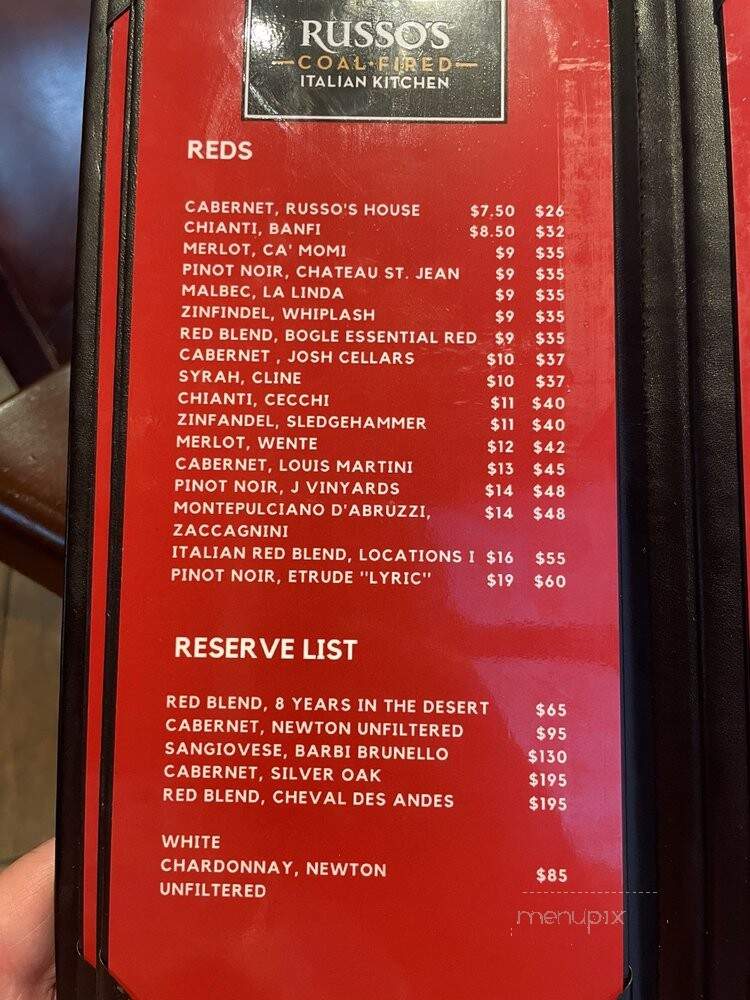 RUSSO'S
COAL-FIRED
ITALIAN KITCHEN
REDS
CABERNET, RUSSO'S HOUSE $7.50 $26
CHIANTI, BANFI $8.50 $32
MERLOT, CA' MOMI $9 $35
PINOT NOIR, CHATEAU ST. JEAN $9 $35
MALBEC, LA LINDA $9 $35
ZINFINDEL, WHIPLASH $9 $35
RED BLEND, BOGLE ESSENTIAL RED $9 $35
CABERNET , JOSH CELLARS $10 $37
SYRAH, CLINE $10 $37
CHIANTI, CECCHI $11 $40
ZINFANDEL, SLEDGEHAMMER $11 $40
MERLOT, WENTE $12 $42
CABERNET, LOUIS MARTINI $13 $45
PINOT NOIR, J VINYARDS $14 $48
MONTEPULCIANO D'ABRUZZI, $14 $48
ZACCAGNINI
ITALIAN RED BLEND, LOCATIONS I $16 $55
PINOT NOIR, ETRUDE "LYRIC" $19 $60
RESERVE LIST
RED BLEND, 8 YEARS IN THE DESERT $65
CABERNET, NEWTON UNFILTERED $95
SANGIOVESE, BARBI BRUNELLO $130
CABERNET, SILVER OAK $195
RED BLEND, CHEVAL DES ANDES $195
WHITE
CHARDONNAY, NEWTON $85
UNFILTERED
menupix